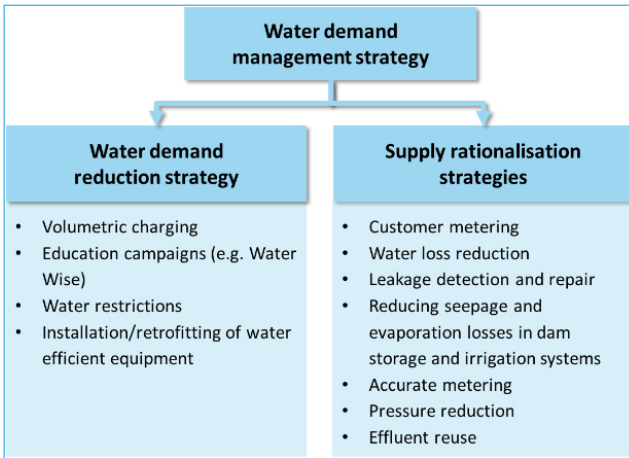 Water demand
management strategy
Water demand
reduction strategy
• Volumetric charging
• Education campaigns (e.g. Water
Wise)
• Water restrictions
• Installation/retrofitting of water
efficient equipment
Supply rationalisation
strategies
• Customer metering
• Water loss reduction
• Leakage detection and repair
• Reducing seepage and
evaporation losses in dam
storage and irrigation systems
• Accurate metering
• Pressure reduction
• Effluent reuse